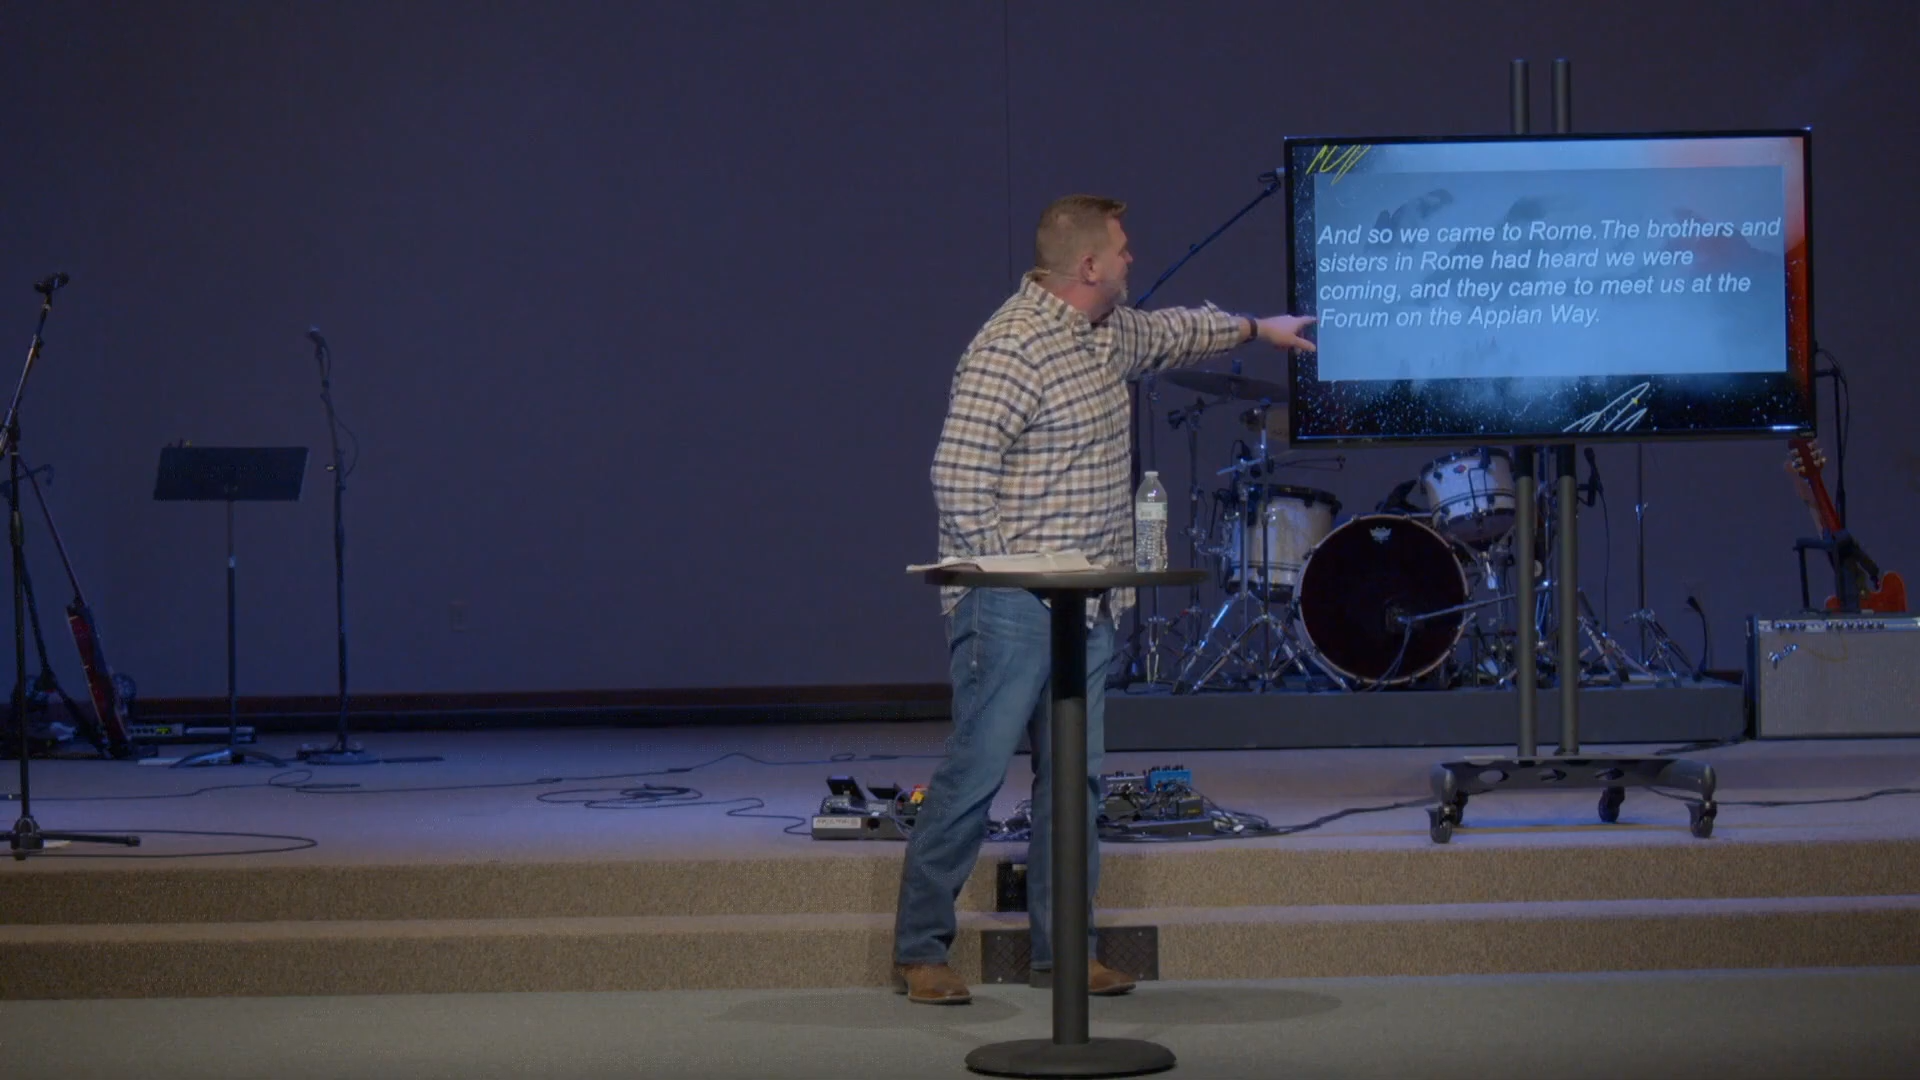 And so we came to Rome.The brothers and
sisters in Rome had heard we were
coming, and they came to meet us at the
Forum on the Appian Way.
Fender